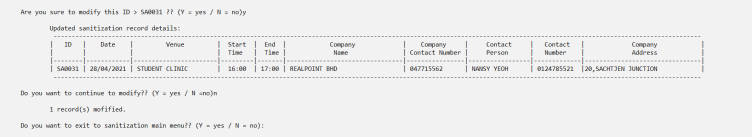 Are you sure to modify this ID > SA0031 ?? (Y = yes / N = no)y
Updated sanitization record details:
| ID | Date | Venue | Start | End | Company | Company | Contact | Contact | Company |
| | | | Time | Time | Name | Contact Number | Person | Number | Address |
| SA0031 | 28/04/2021 | STUDENT CLINIC | 16:00 | 17:00 | REALPOINT BHD | 047715562 | NANSY YEOH | 0124785521 |20,SACHTJEN JUNCTION |
Do you want to continue to modify?? (Y = yes / N =no)n
1 record(s) mofified.
Do you want to exit to sanitization main menu?? (Y = yes / N = no):